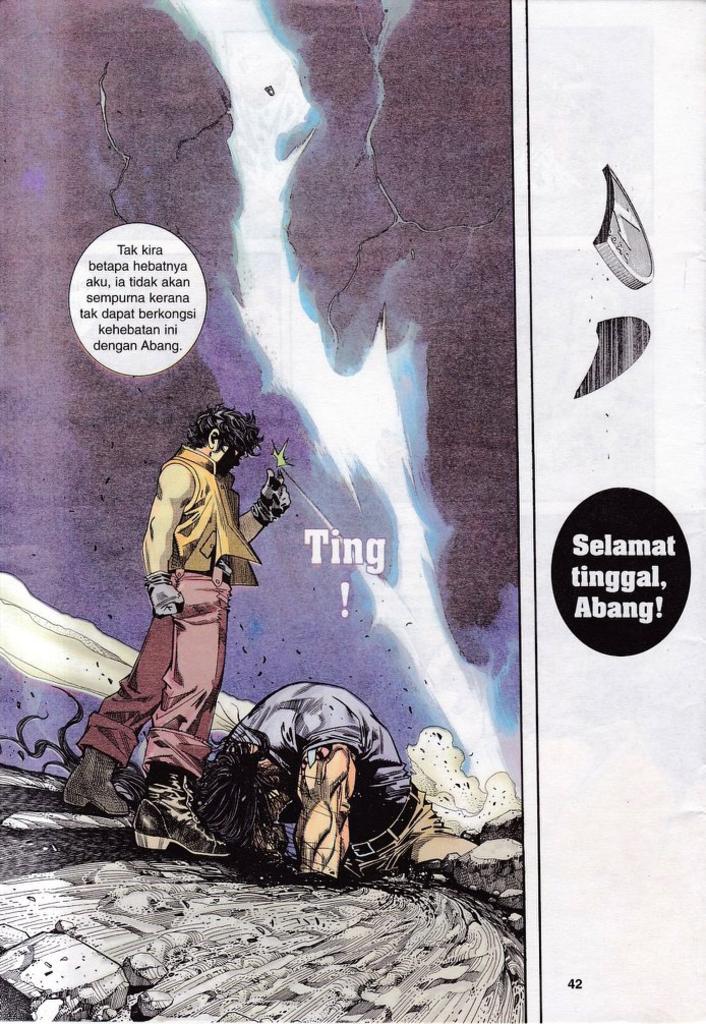 Tak kira
betapa hebatnya
aku, ia tidak akan
sempurna kerana
tak dapat berkongsi
kehebatan ini
dengan Abang.
Ting
!
Selamat
tinggal,
Abang!
42